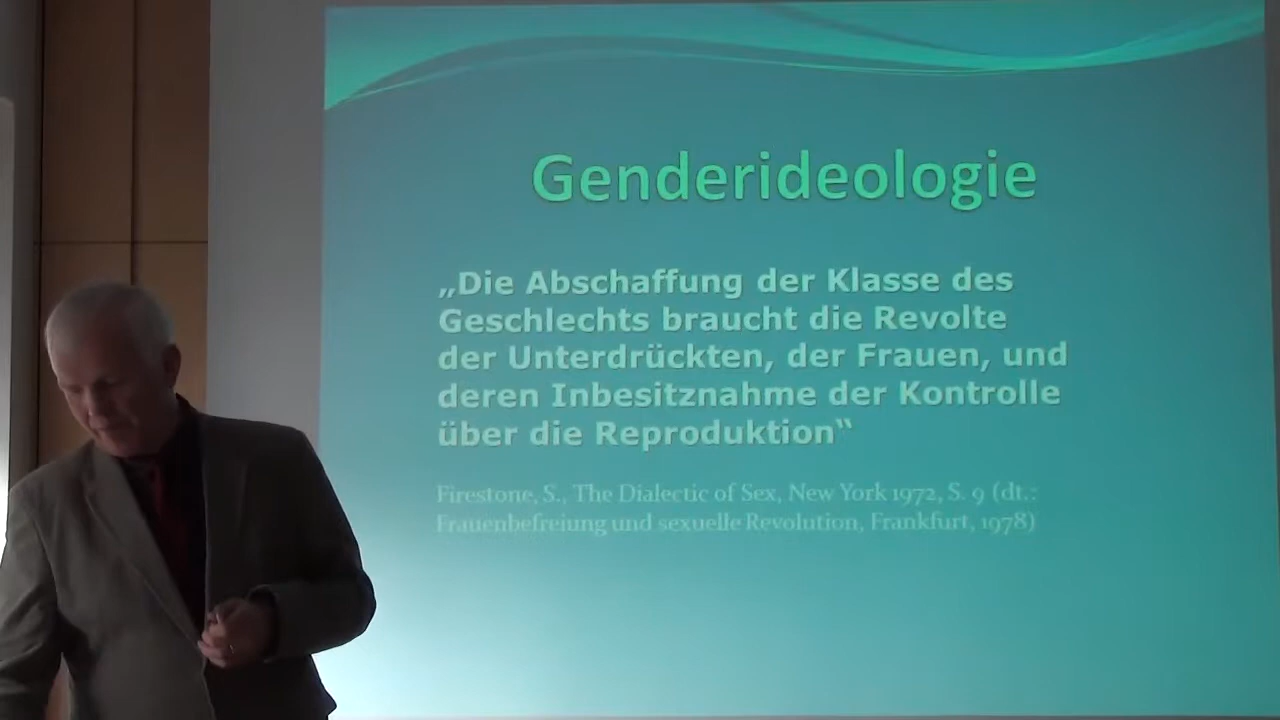 Genderideologie
„Die Abschaffung der Klasse des
Geschlechts braucht die Revolte
der Unterdrückten, der Frauen, und
deren Inbesitznahme der Kontrolle
über die Reproduktion“
Firestone, S., The Dialectic of Sex, New York 1972, S. 9 (dt.:
Frauenbefreiung und sexuelle Revolution, Frankfurt, 1978)